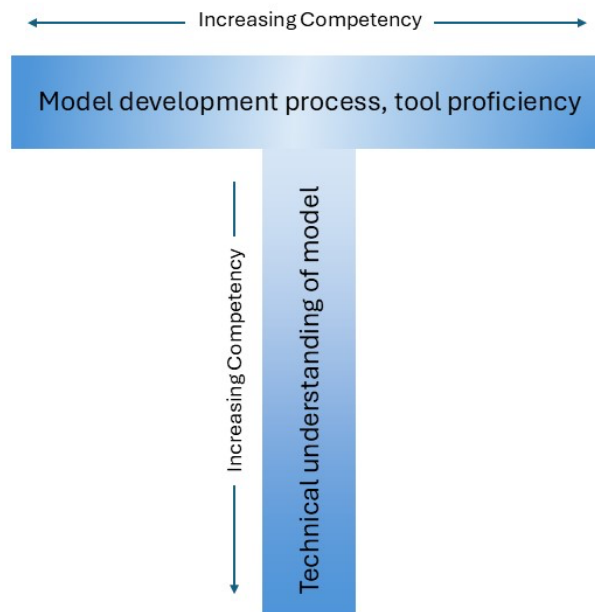 Increasing Competency
Model development process, tool proficiency
Increasing Competency
Technical understanding of model